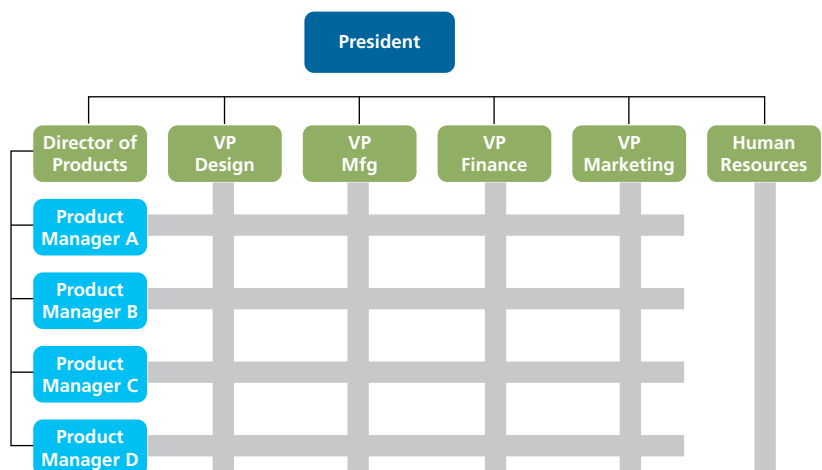 President
Director of
Products
VP
Design
VP
Mfg
VP
Finance
VP
Marketing
Human
Resources
Product
Manager A
Product
Manager B
Product
Manager C
Product
Manager D